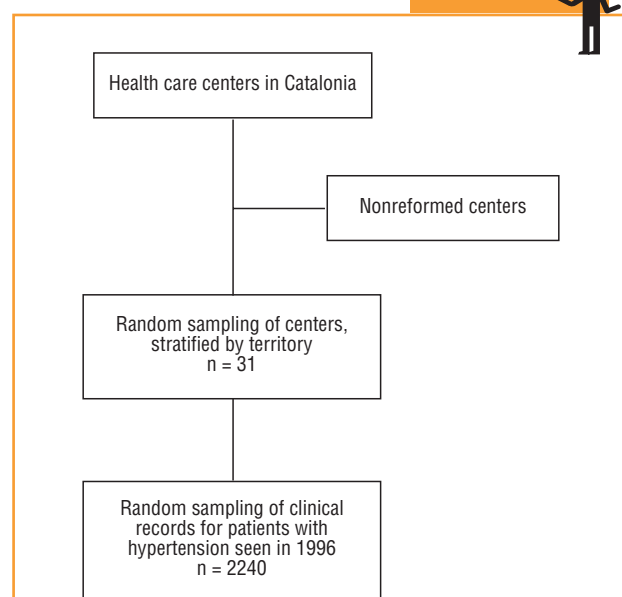 Health care centers in Catalonia
Nonreformed centers
Random sampling of centers,
stratified by territory
n = 31
Random sampling of clinical
records for patients with
hypertension seen in 1996
n = 2240